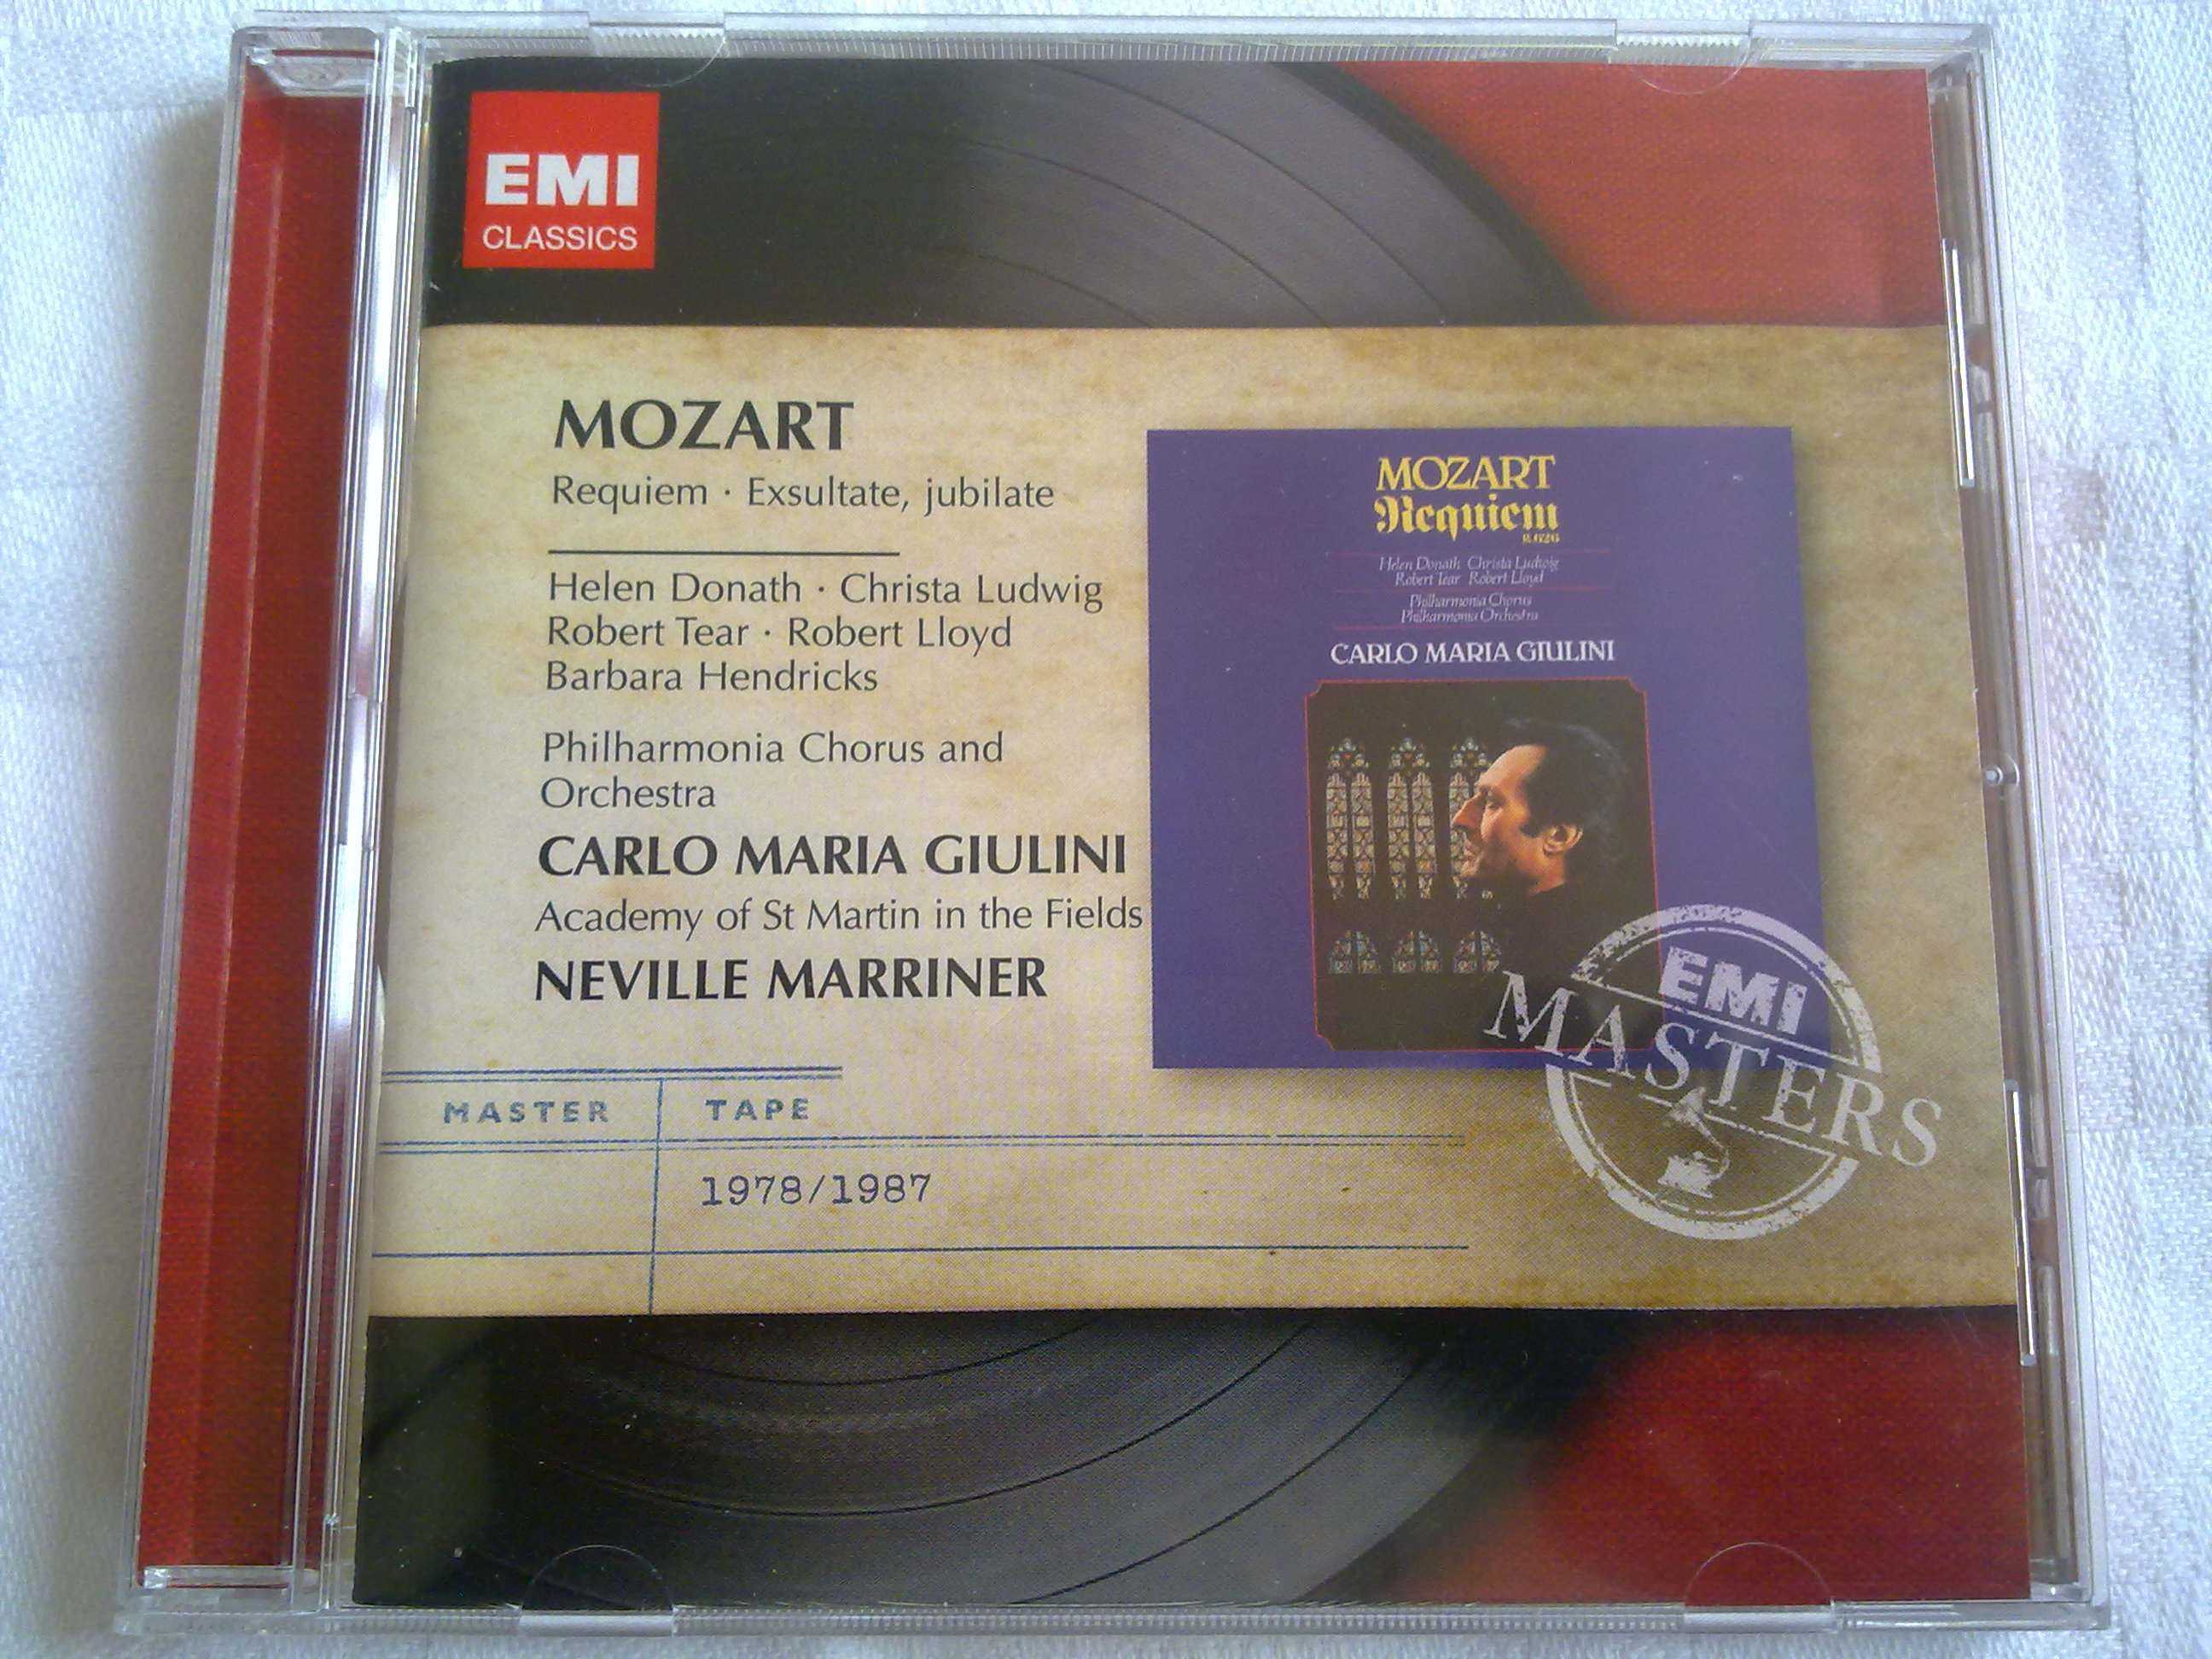 EMI
CLASSICS
MOZART
Requiem · Exsultate, jubilate
Helen Donath · Christa Ludwig
Robert Tear · Robert Lloyd
Barbara Hendricks
Philharmonia Chorus and
Orchestra
CARLO MARIA GIULINI
Academy of St Martin in the Fields
NEVILLE MARRINER
MASTER TAPE
1978/1987
MOZART
Requiem
K.626
Helen Donath Christa Ludwig
Robert Tear Robert Lloyd
Philharmonia Chorus
Philharmonia Orchestra
CARLO MARIA GIULINI
EMI
MASTERS